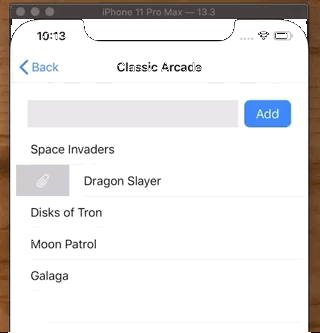 iPhone 11 Pro Max — 13.3
10:13
Back
Classic Arcade
Add
Space Invaders
Dragon Slayer
Disks of Tron
Moon Patrol
Galaga